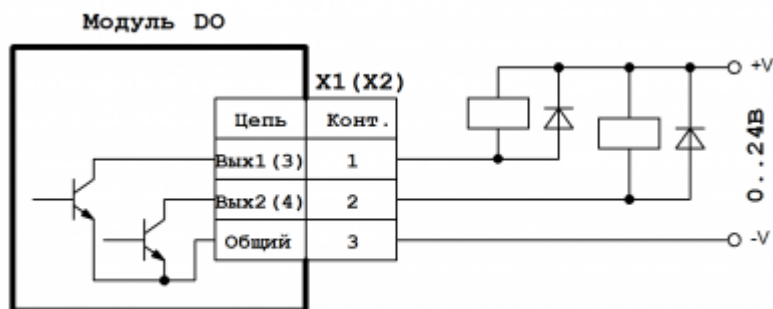 Модуль DO
X1(X2)
Цепь Конт.
Вых1(3) 1
Вых2(4) 2
Общий 3
+V
0..24В
-V